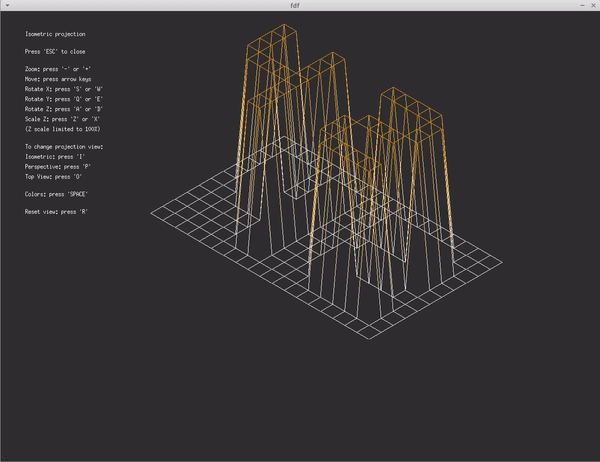 fdf
Isometric projection
Press 'ESC' to close
Zoom: press '-' or '+'
Move: press arrow keys
Rotate X: press 'S' or 'W'
Rotate Y: press 'Q' or 'E'
Rotate Z: press 'A' or 'D'
Scale Z: press 'Z' or 'X'
(Z scale limited to 100%)
To change projection view:
Isometric: press 'I'
Perspective: press 'P'
Top View: press 'O'
Colors: press 'SPACE'
Reset view: press 'R'